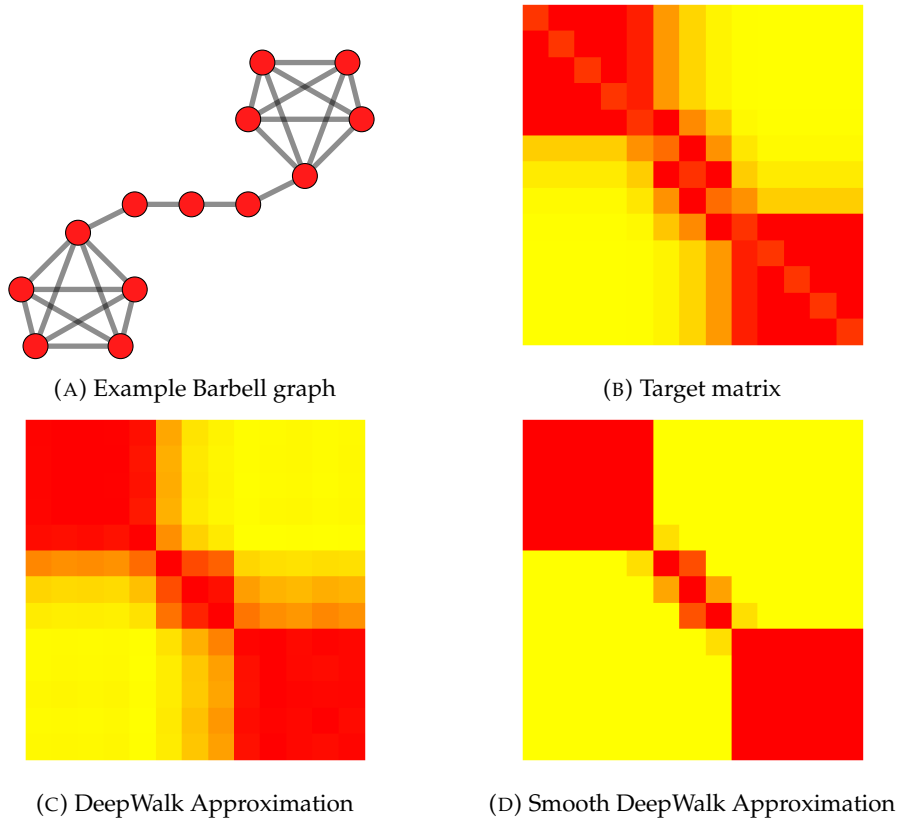 (A) Example Barbell graph
(B) Target matrix
(C) DeepWalk Approximation
(D) Smooth DeepWalk Approximation